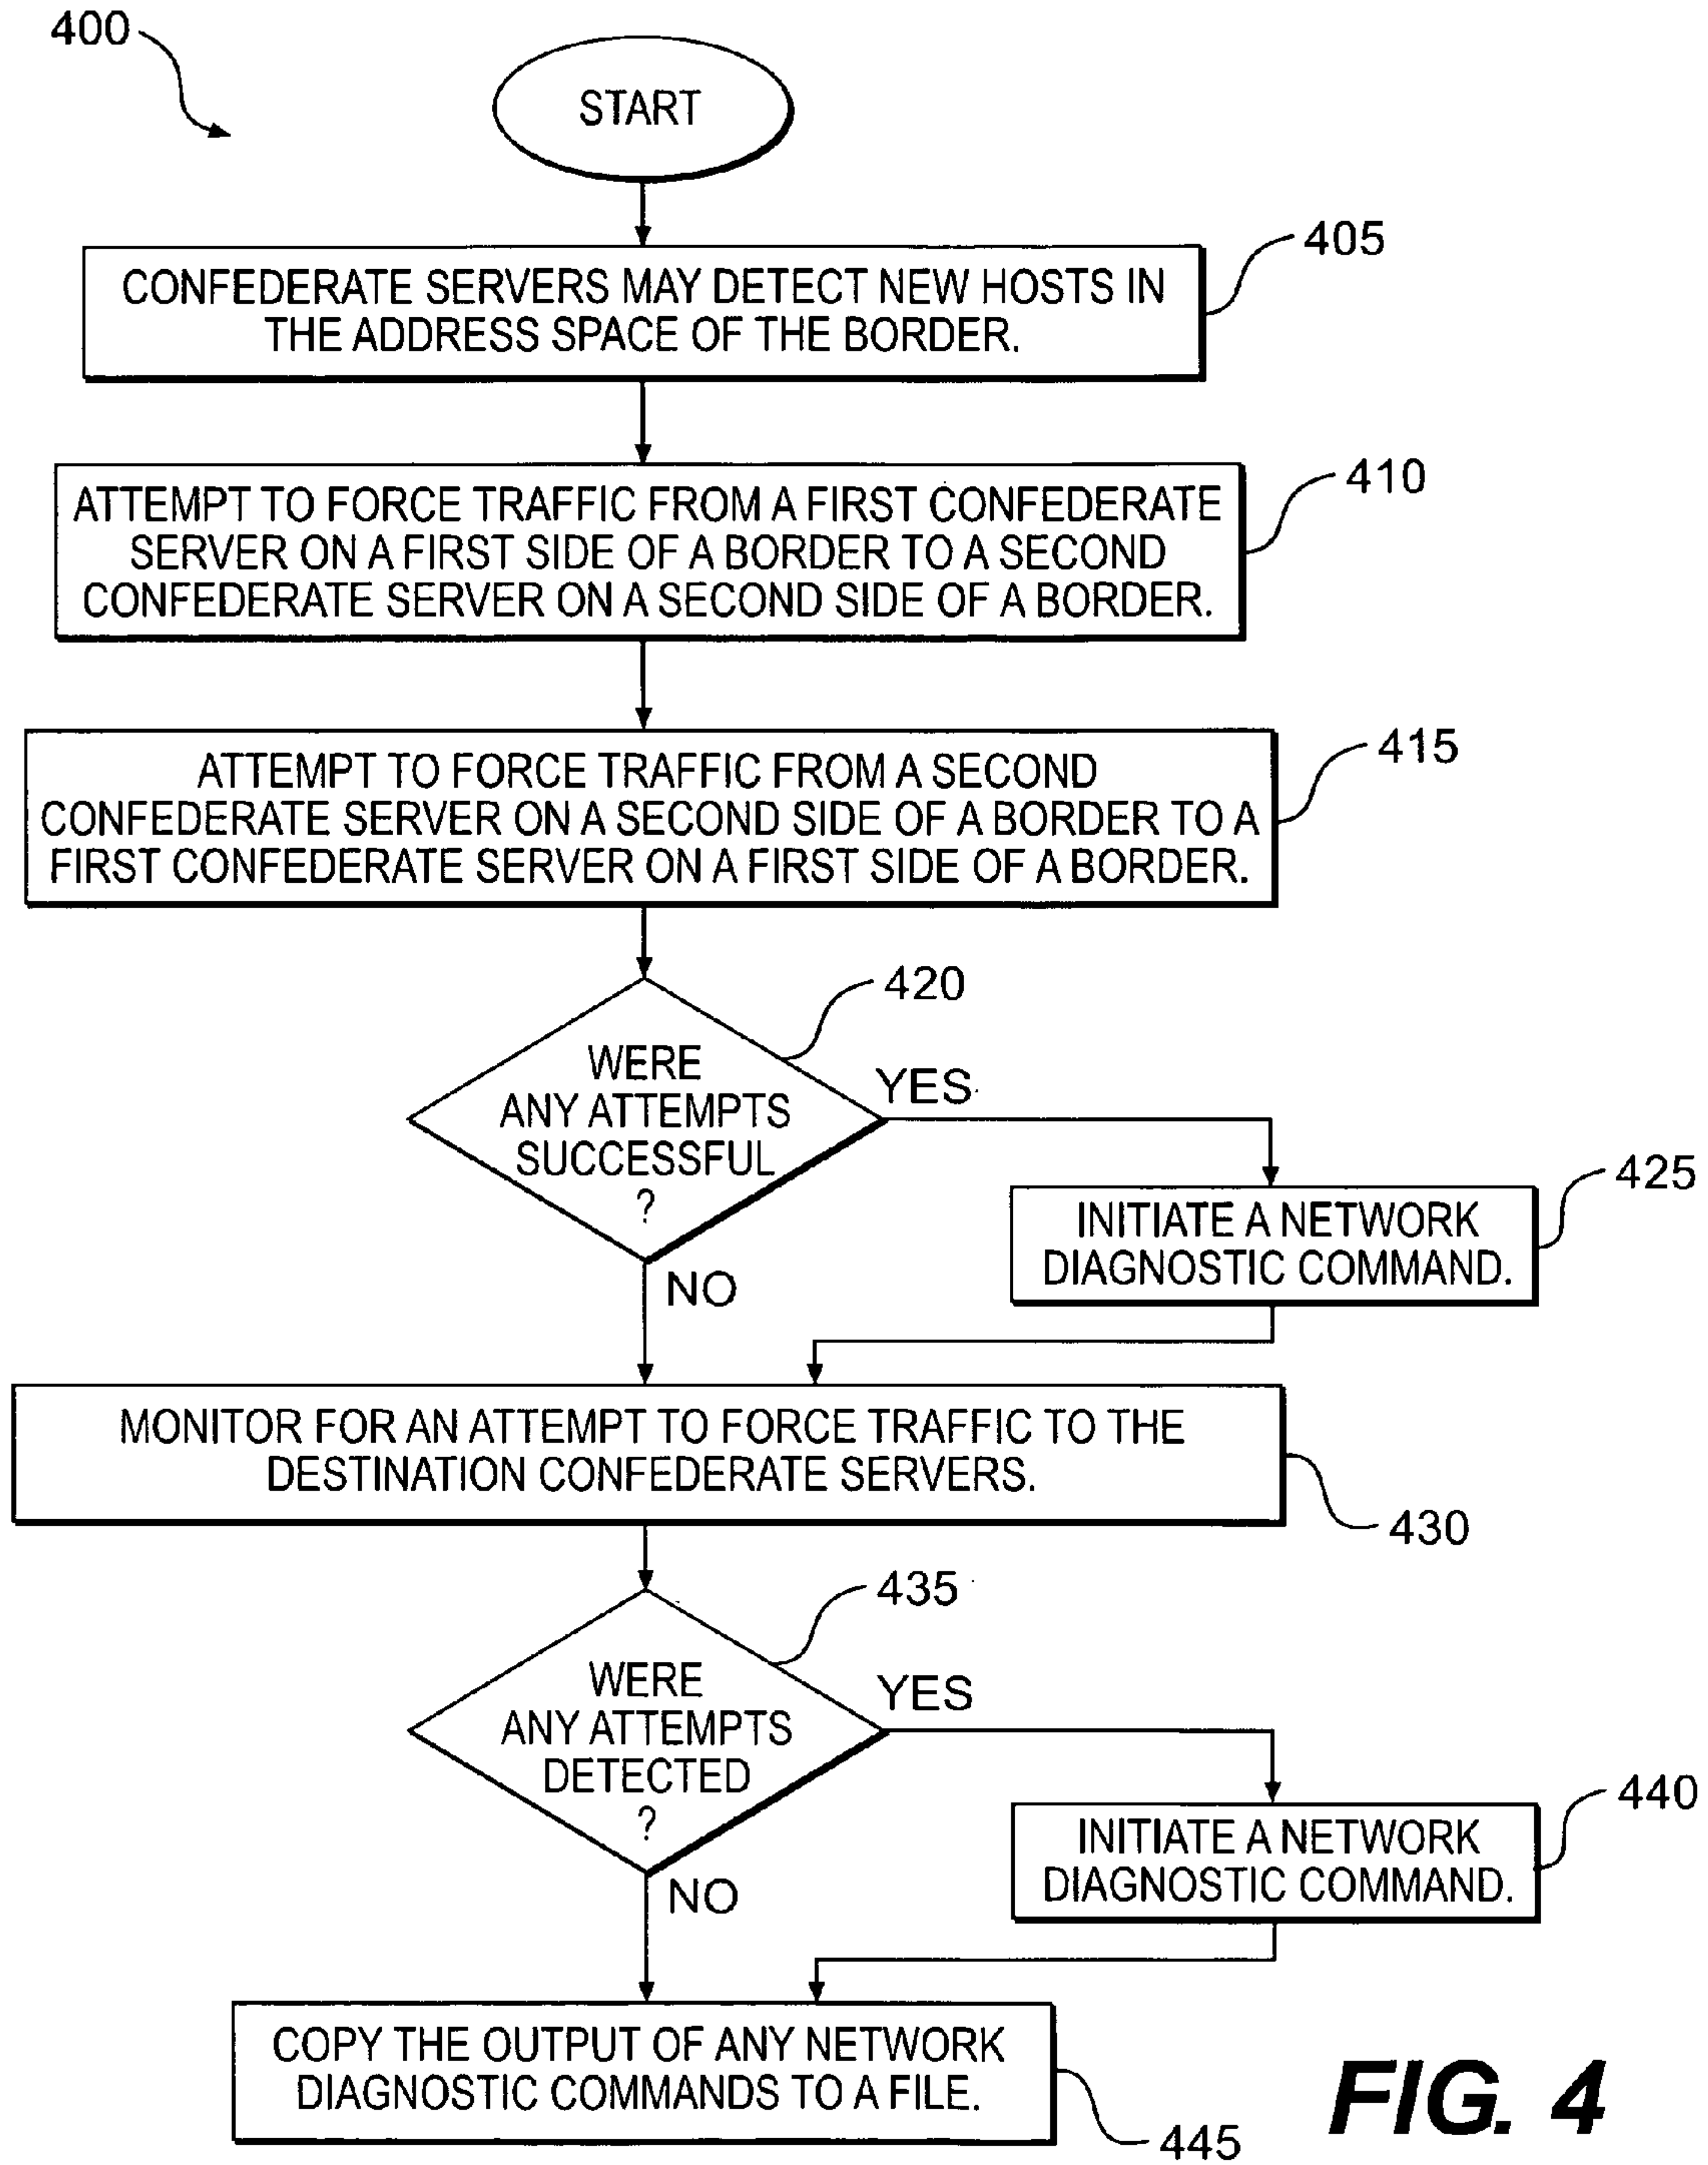 400
START
405
CONFEDERATE SERVERS MAY DETECT NEW HOSTS IN
THE ADDRESS SPACE OF THE BORDER.
410
ATTEMPT TO FORCE TRAFFIC FROM A FIRST CONFEDERATE
SERVER ON A FIRST SIDE OF A BORDER TO A SECOND
CONFEDERATE SERVER ON A SECOND SIDE OF A BORDER.
415
ATTEMPT TO FORCE TRAFFIC FROM A SECOND
CONFEDERATE SERVER ON A SECOND SIDE OF A BORDER TO A
FIRST CONFEDERATE SERVER ON A FIRST SIDE OF A BORDER.
420
WERE
ANY ATTEMPTS
SUCCESSFUL
?
YES
425
INITIATE A NETWORK
DIAGNOSTIC COMMAND.
NO
MONITOR FOR AN ATTEMPT TO FORCE TRAFFIC TO THE
DESTINATION CONFEDERATE SERVERS.
430
435
WERE
ANY ATTEMPTS
DETECTED
?
YES
440
INITIATE A NETWORK
DIAGNOSTIC COMMAND.
NO
COPY THE OUTPUT OF ANY NETWORK
DIAGNOSTIC COMMANDS TO A FILE.
445
FIG. 4